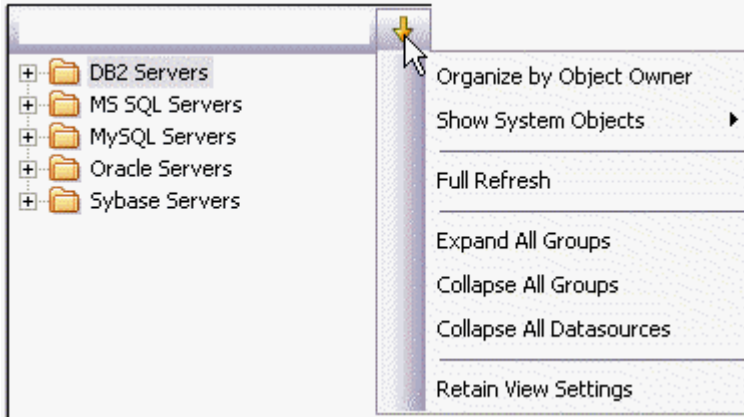 DB2 Servers
MS SQL Servers
MySQL Servers
Oracle Servers
Sybase Servers
Organize by Object Owner
Show System Objects
Full Refresh
Expand All Groups
Collapse All Groups
Collapse All Datasources
Retain View Settings